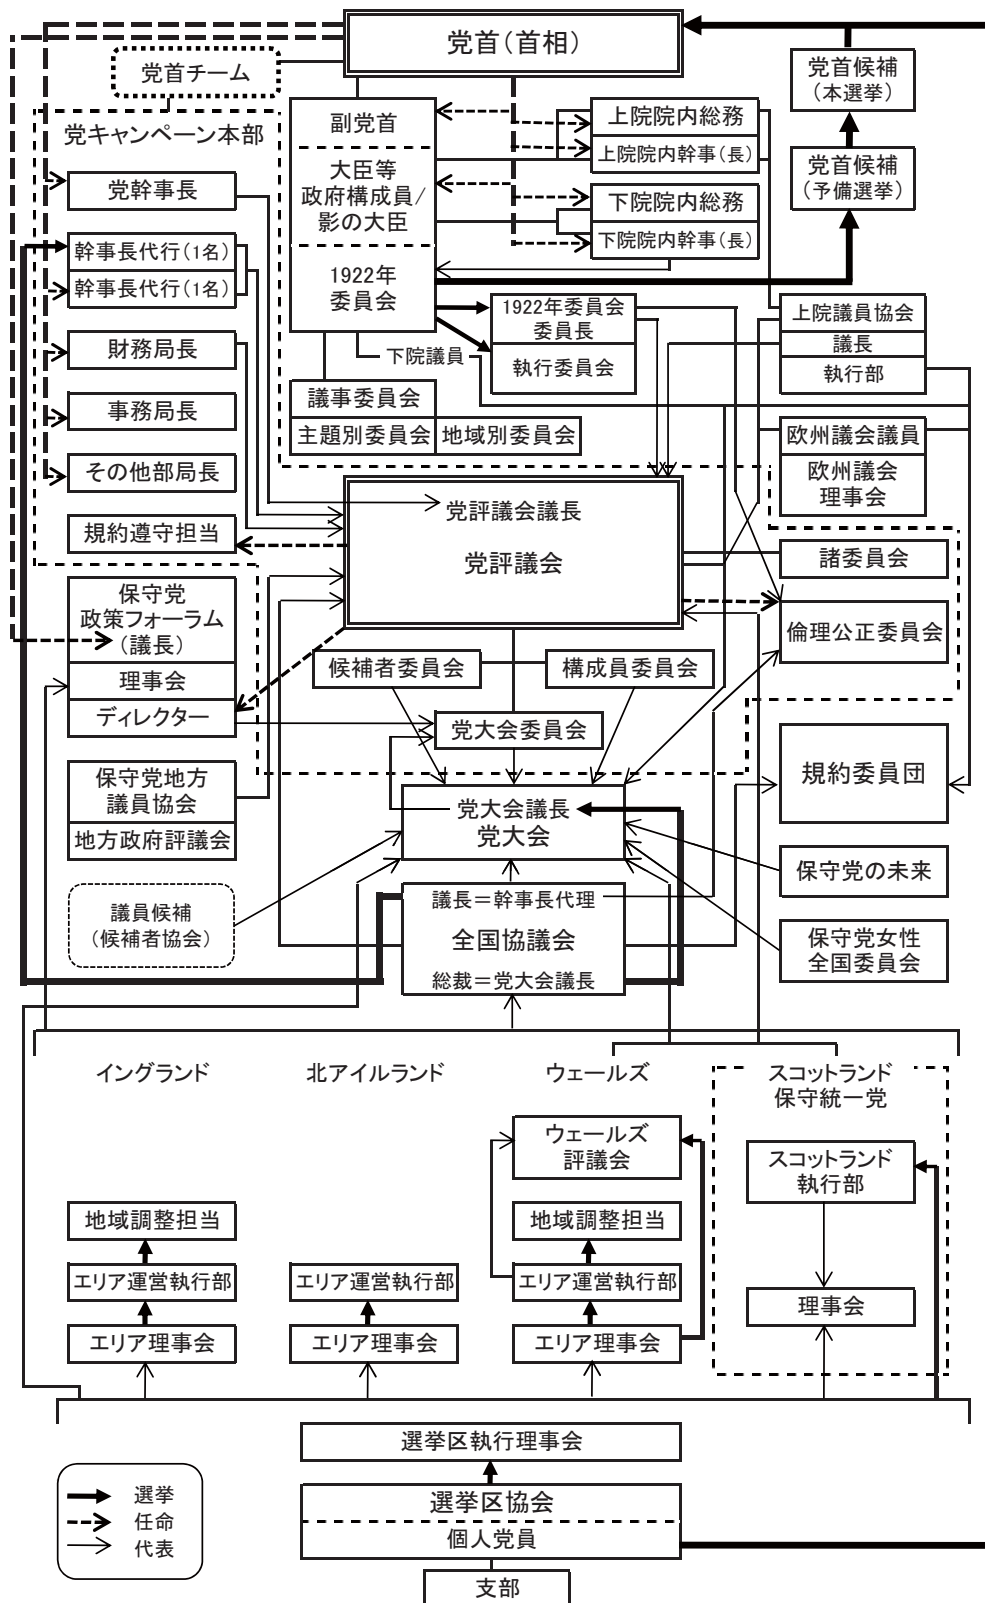 党首（首相）
党首チーム
党キャンペーン本部
党首候補
（本選挙）
党首候補
（予備選挙）
副党首
大臣等
政府構成員/
影の大臣
1922年
委員会
上院院内総務
上院院内幹事（長）
下院院内総務
下院院内幹事（長）
党幹事長
幹事長代行（1名）
幹事長代行（1名）
財務局長
事務局長
その他部局長
規約遵守担当
1922年委員会
委員長
執行委員会
下院議員
議事委員会
主題別委員会
地域別委員会
上院議員協会
議長
執行部
欧州議会議員
欧州議会
理事会
党評議会議長
党評議会
諸委員会
倫理公正委員会
保守党
政策フォーラム
（議長）
理事会
ディレクター
候補者委員会
構成員委員会
党大会委員会
保守党地方
議員協会
地方政府評議会
党大会議長
党大会
規約委員団
保守党の未来
保守党女性
全国委員会
議員候補
（候補者協会）
議長＝幹事長代理
全国協議会
総裁＝党大会議長
イングランド
北アイルランド
ウェールズ
スコットランド
保守統一党
ウェールズ
評議会
スコットランド
執行部
地域調整担当
地域調整担当
エリア運営執行部
エリア運営執行部
エリア運営執行部
理事会
エリア理事会
エリア理事会
エリア理事会
選挙区執行理事会
選挙区協会
個人党員
支部
選挙
任命
代表